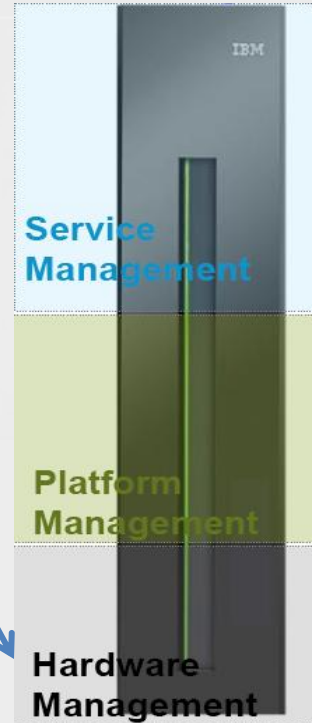 IBM
Service
Management
Platform
Management
Hardware
Management